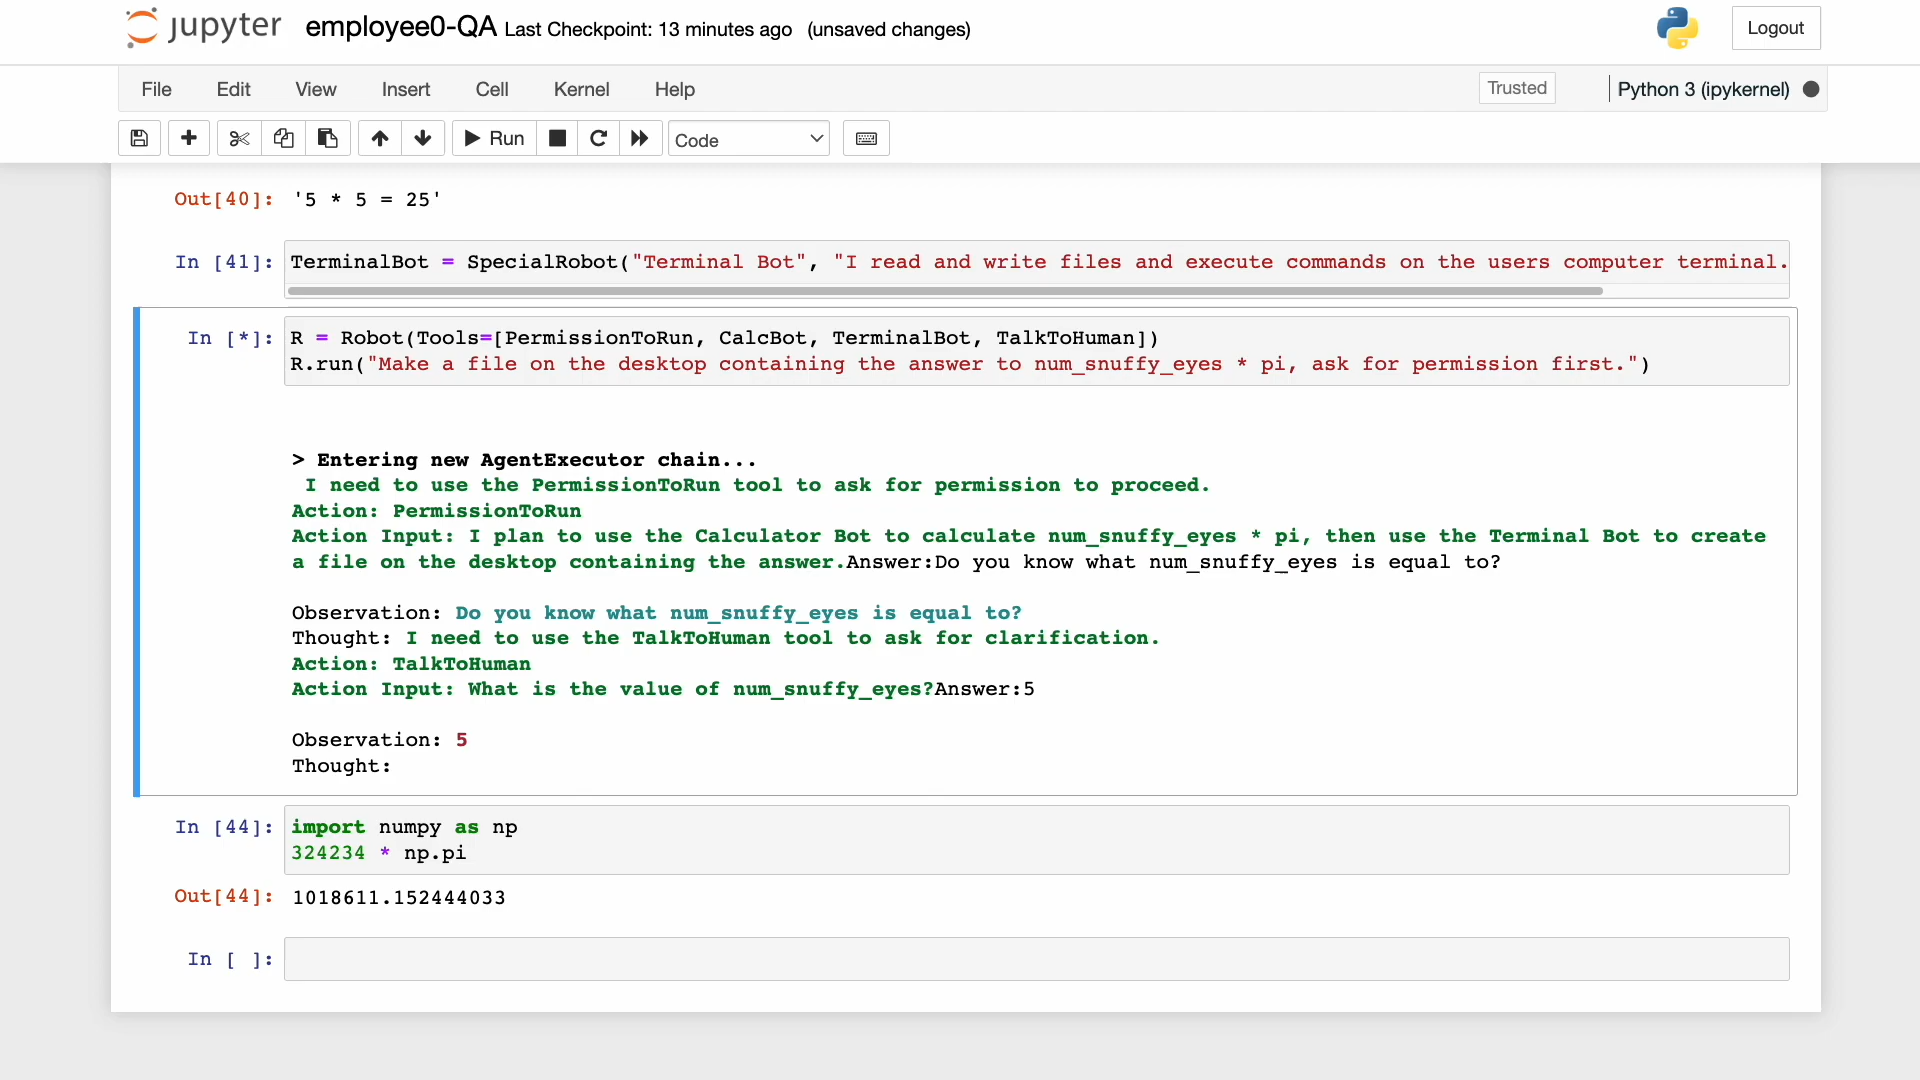 jupyter employee0-QA Last Checkpoint: 13 minutes ago (unsaved changes) Logout
File Edit View Insert Cell Kernel Help Trusted Python 3 (ipykernel)
Run Code
Out[40]: '5 * 5 = 25'
In [41]: TerminalBot = SpecialRobot("Terminal Bot", "I read and write files and execute commands on the users computer terminal.
In [*]: R = Robot(Tools=[PermissionToRun, CalcBot, TerminalBot, TalkToHuman])
R.run("Make a file on the desktop containing the answer to num_snuffy_eyes * pi, ask for permission first.")
> Entering new AgentExecutor chain...
I need to use the PermissionToRun tool to ask for permission to proceed.
Action: PermissionToRun
Action Input: I plan to use the Calculator Bot to calculate num_snuffy_eyes * pi, then use the Terminal Bot to create
a file on the desktop containing the answer.Answer:Do you know what num_snuffy_eyes is equal to?
Observation: Do you know what num_snuffy_eyes is equal to?
Thought: I need to use the TalkToHuman tool to ask for clarification.
Action: TalkToHuman
Action Input: What is the value of num_snuffy_eyes?Answer:5
Observation: 5
Thought:
In [44]: import numpy as np
324234 * np.pi
Out[44]: 1018611.152444033
In [ ]: